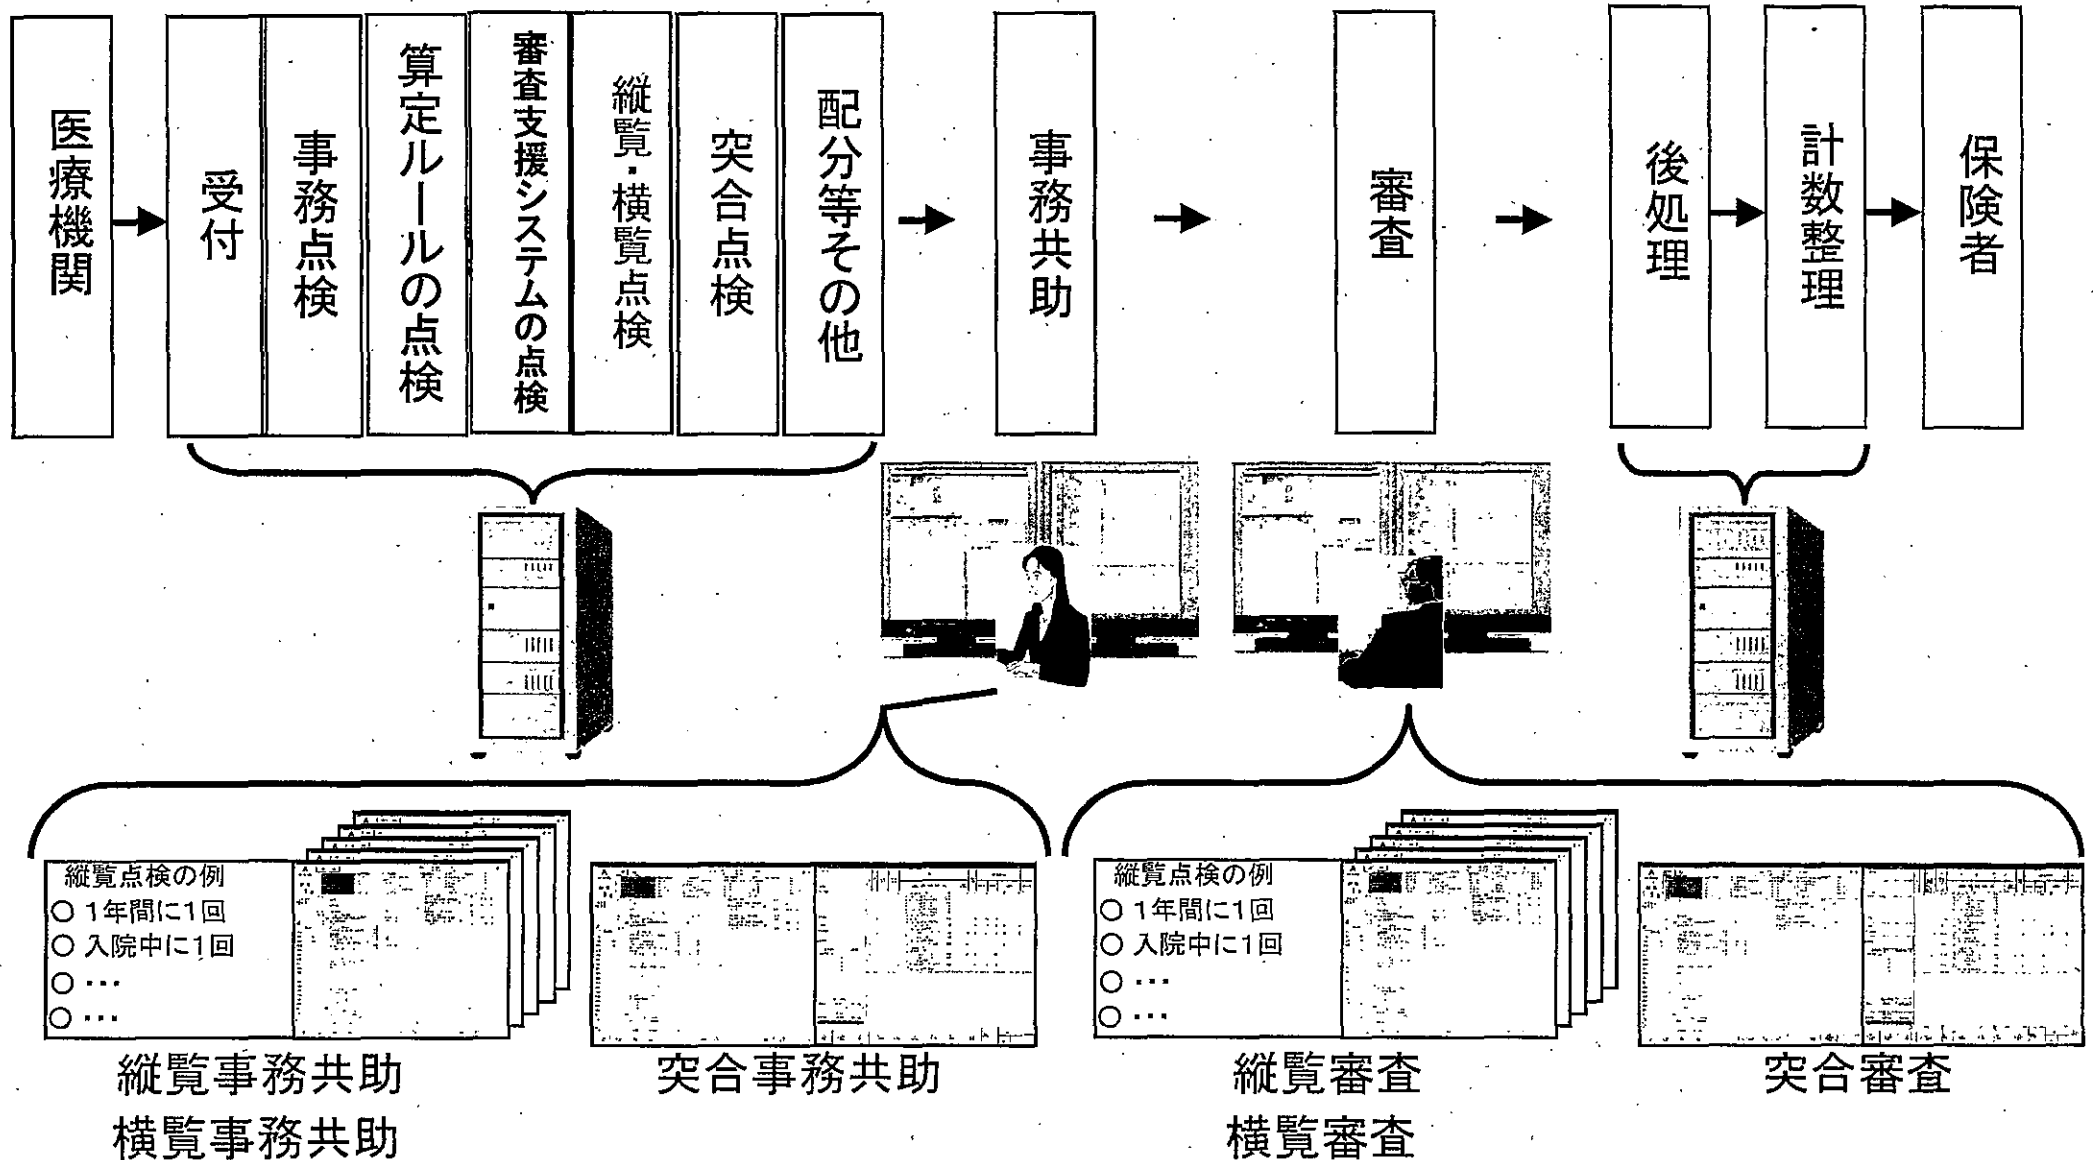 医療機関
受付
事務点検
算定ルールの点検
審査支援システムの点検
縦覧・横覧点検
突合点検
配分等その他
事務共助
審査
後処理
計数整理
保険者
縦覧点検の例
○ 1年間に1回
○ 入院中に1回
○ ・・・
○ ・・・
縦覧事務共助
横覧事務共助
突合事務共助
縦覧点検の例
○ 1年間に1回
○ 入院中に1回
○ ・・・
○ ・・・
縦覧審査
横覧審査
突合審査